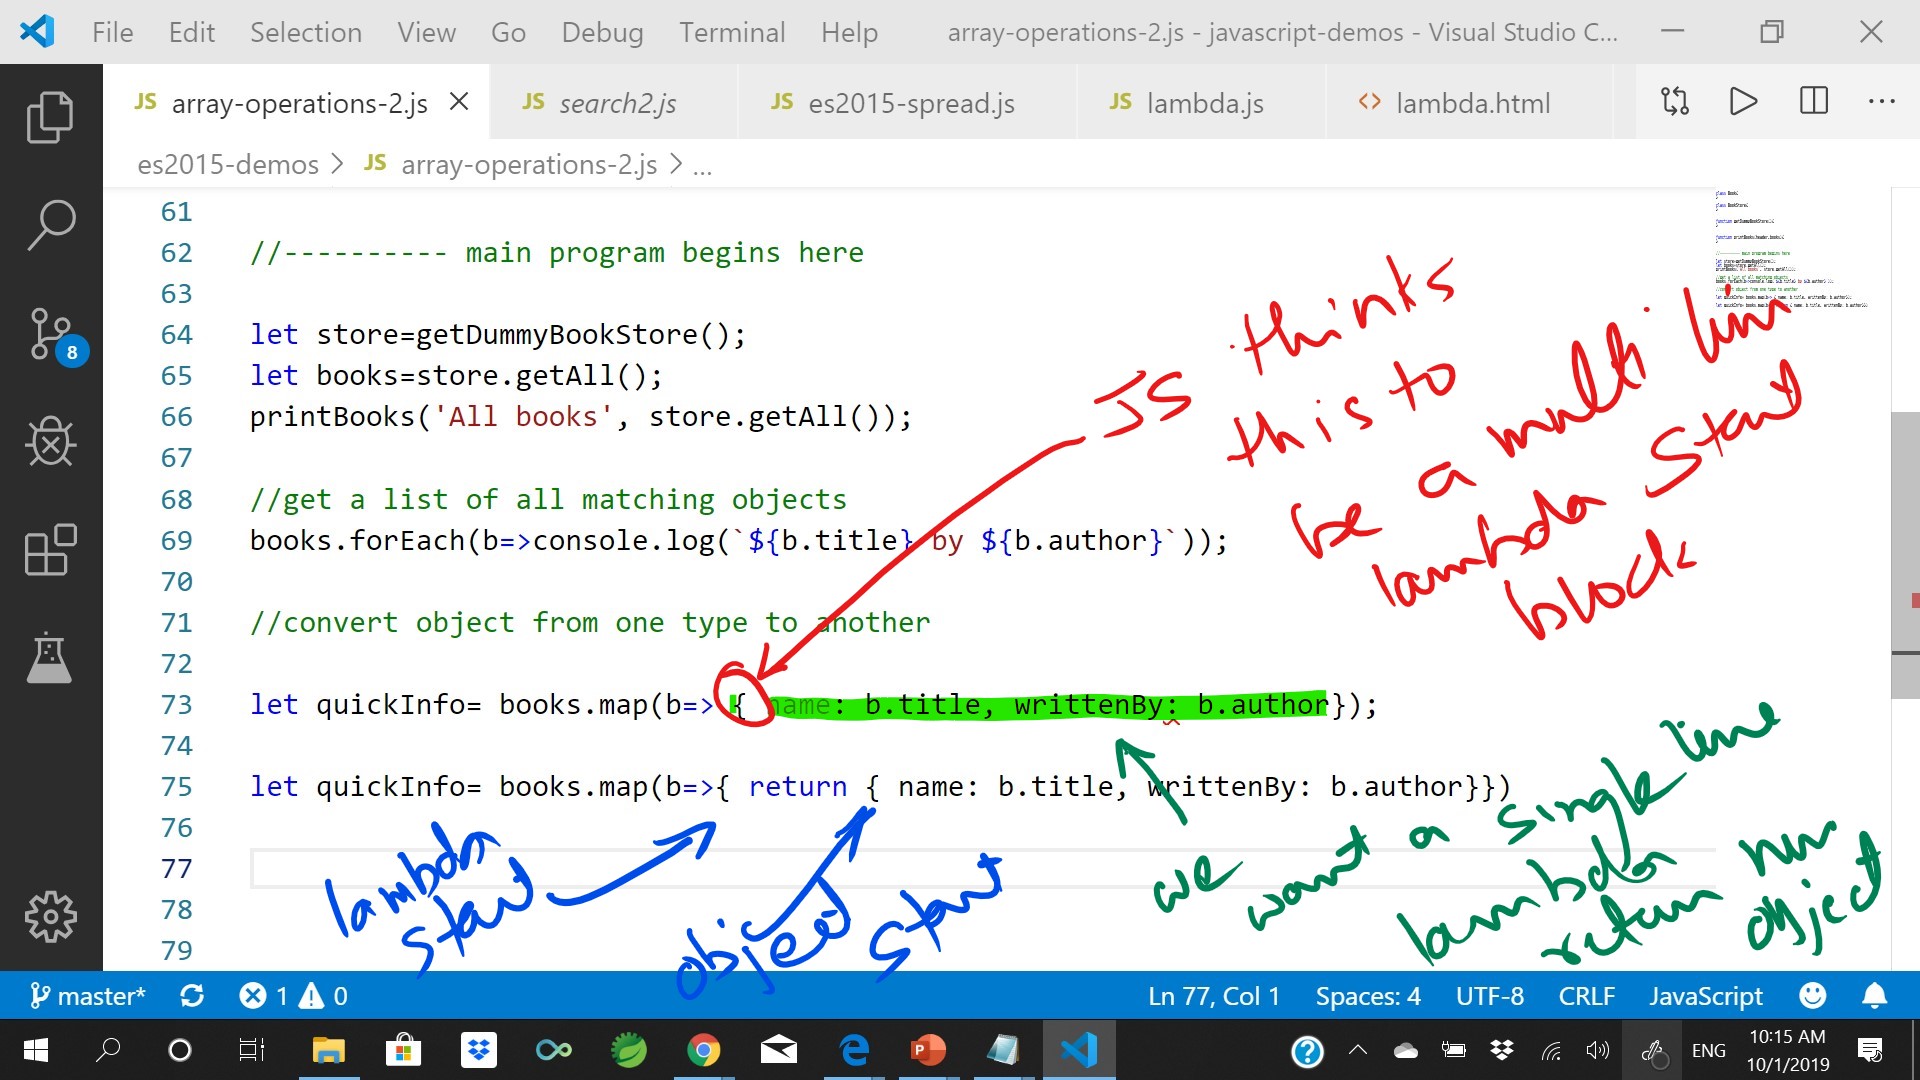 File Edit Selection View Go Debug Terminal Help array-operations-2.js - javascript-demos - Visual Studio C...
JS array-operations-2.js JS search2.js JS es2015-spread.js JS lambda.js <> lambda.html
es2015-demos > JS array-operations-2.js > ...
61
62 //---------- main program begins here
63
64 let store=getDummyBookStore();
65 let books=store.getAll();
66 printBooks('All books', store.getAll());
67
68 //get a list of all matching objects
69 books.forEach(b=>console.log(`${b.title} by ${b.author}`));
70
71 //convert object from one type to another
72
73 let quickInfo= books.map(b=> { name: b.title, writtenBy: b.author});
74
75 let quickInfo= books.map(b=>{ return { name: b.title, writtenBy: b.author}})
76
77
78
79
JS thinks
this to
be a multi line
lambda start
block
we want a single line
lambda return new
object
lambda
start
object start
8
master* 1 0 Ln 77, Col 1 Spaces: 4 UTF-8 CRLF JavaScript
ENG 10:15 AM
10/1/2019